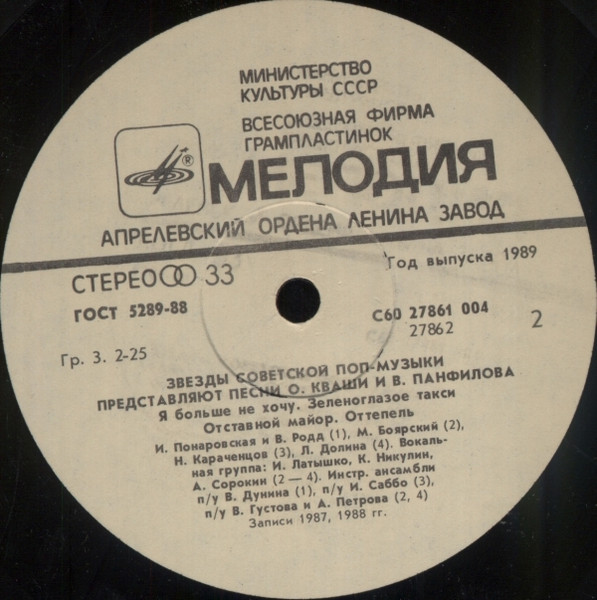 МИНИСТЕРСТВО
КУЛЬТУРЫ СССР
ВСЕСОЮЗНАЯ ФИРМА
ГРАМПЛАСТИНОК
®
МЕЛОДИЯ
АПРЕЛЕВСКИЙ ОРДЕНА ЛЕНИНА ЗАВОД
СТЕРЕО 33
Год выпуска 1989
ГОСТ 5289-88
С60 27861 004
27862
2
Гр. 3. 2-25
ЗВЕЗДЫ СОВЕТСКОЙ ПОП-МУЗЫКИ
ПРЕДСТАВЛЯЮТ ПЕСНИ О. КВАШИ И В. ПАНФИЛОВА
Я больше не хочу. Зеленоглазое такси
Отставной майор. Оттепель
И. Понаровская и В. Родд (1), М. Боярский (2),
Н. Караченцов (3), Л. Долина (4). Вокаль-
ная группа: И. Латышко, К. Никулин,
А. Сорокин (2 — 4). Инстр. ансамбли
п/у В. Дунина (1), п/у И. Саббо (3),
п/у В. Густова и А. Петрова (2, 4)
Записи 1987, 1988 гг.